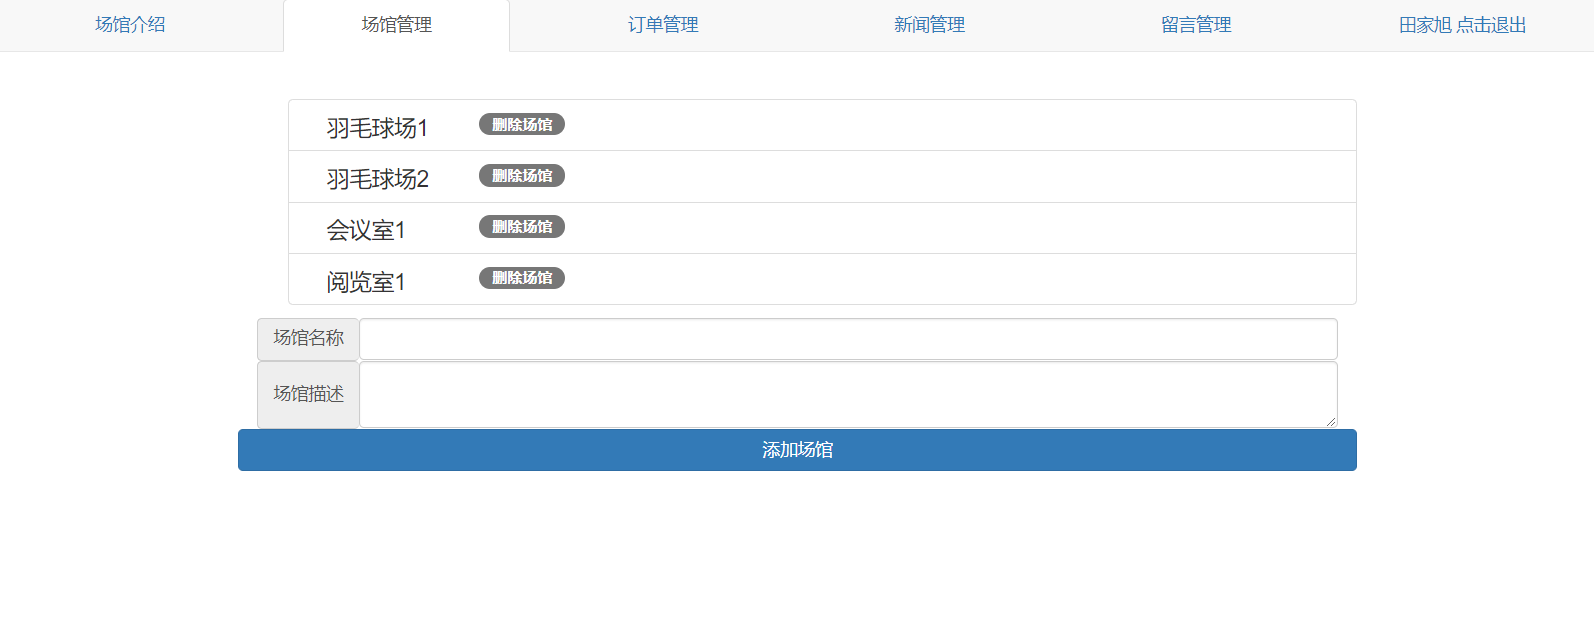 场馆介绍 场馆管理 订单管理 新闻管理 留言管理 田家旭 点击退出
羽毛球场1 删除场馆
羽毛球场2 删除场馆
会议室1 删除场馆
阅览室1 删除场馆
场馆名称
场馆描述
添加场馆